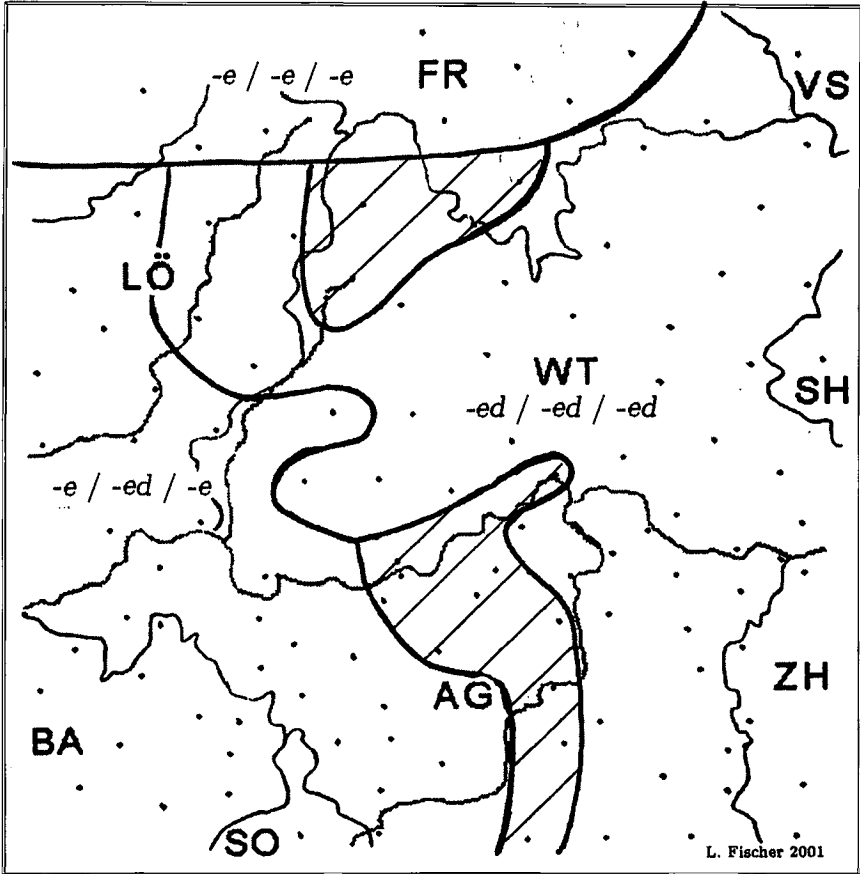 -e / -e / -e
FR
VS
LÖ
WT
-ed / -ed / -ed
SH
-e / -ed / -e
AG
ZH
BA
SO
L. Fischer 2001